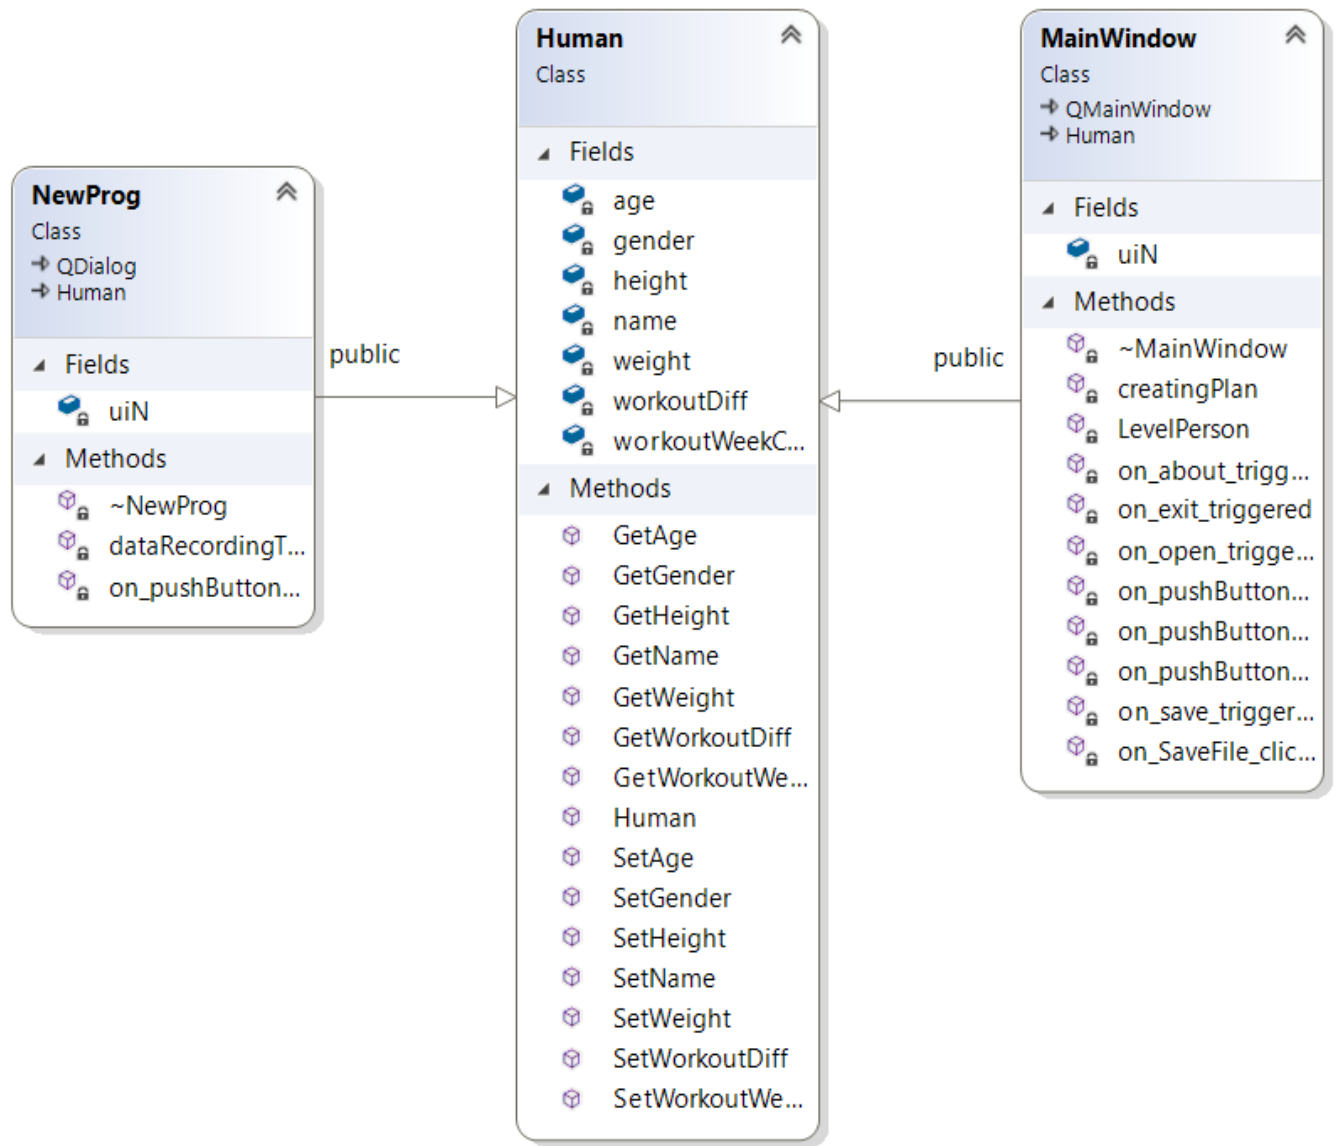 NewProg
Class
QDialog
Human
Fields
uiN
Methods
~NewProg
dataRecordingT...
on_pushButton...
public
Human
Class
Fields
age
gender
height
name
weight
workoutDiff
workoutWeekC...
Methods
GetAge
GetGender
GetHeight
GetName
GetWeight
GetWorkoutDiff
GetWorkoutWe...
Human
SetAge
SetGender
SetHeight
SetName
SetWeight
SetWorkoutDiff
SetWorkoutWe...
public
MainWindow
Class
QMainWindow
Human
Fields
uiN
Methods
~MainWindow
creatingPlan
LevelPerson
on_about_trigg...
on_exit_triggered
on_open_trigge...
on_pushButton...
on_pushButton...
on_pushButton...
on_save_trigger...
on_SaveFile_clic...